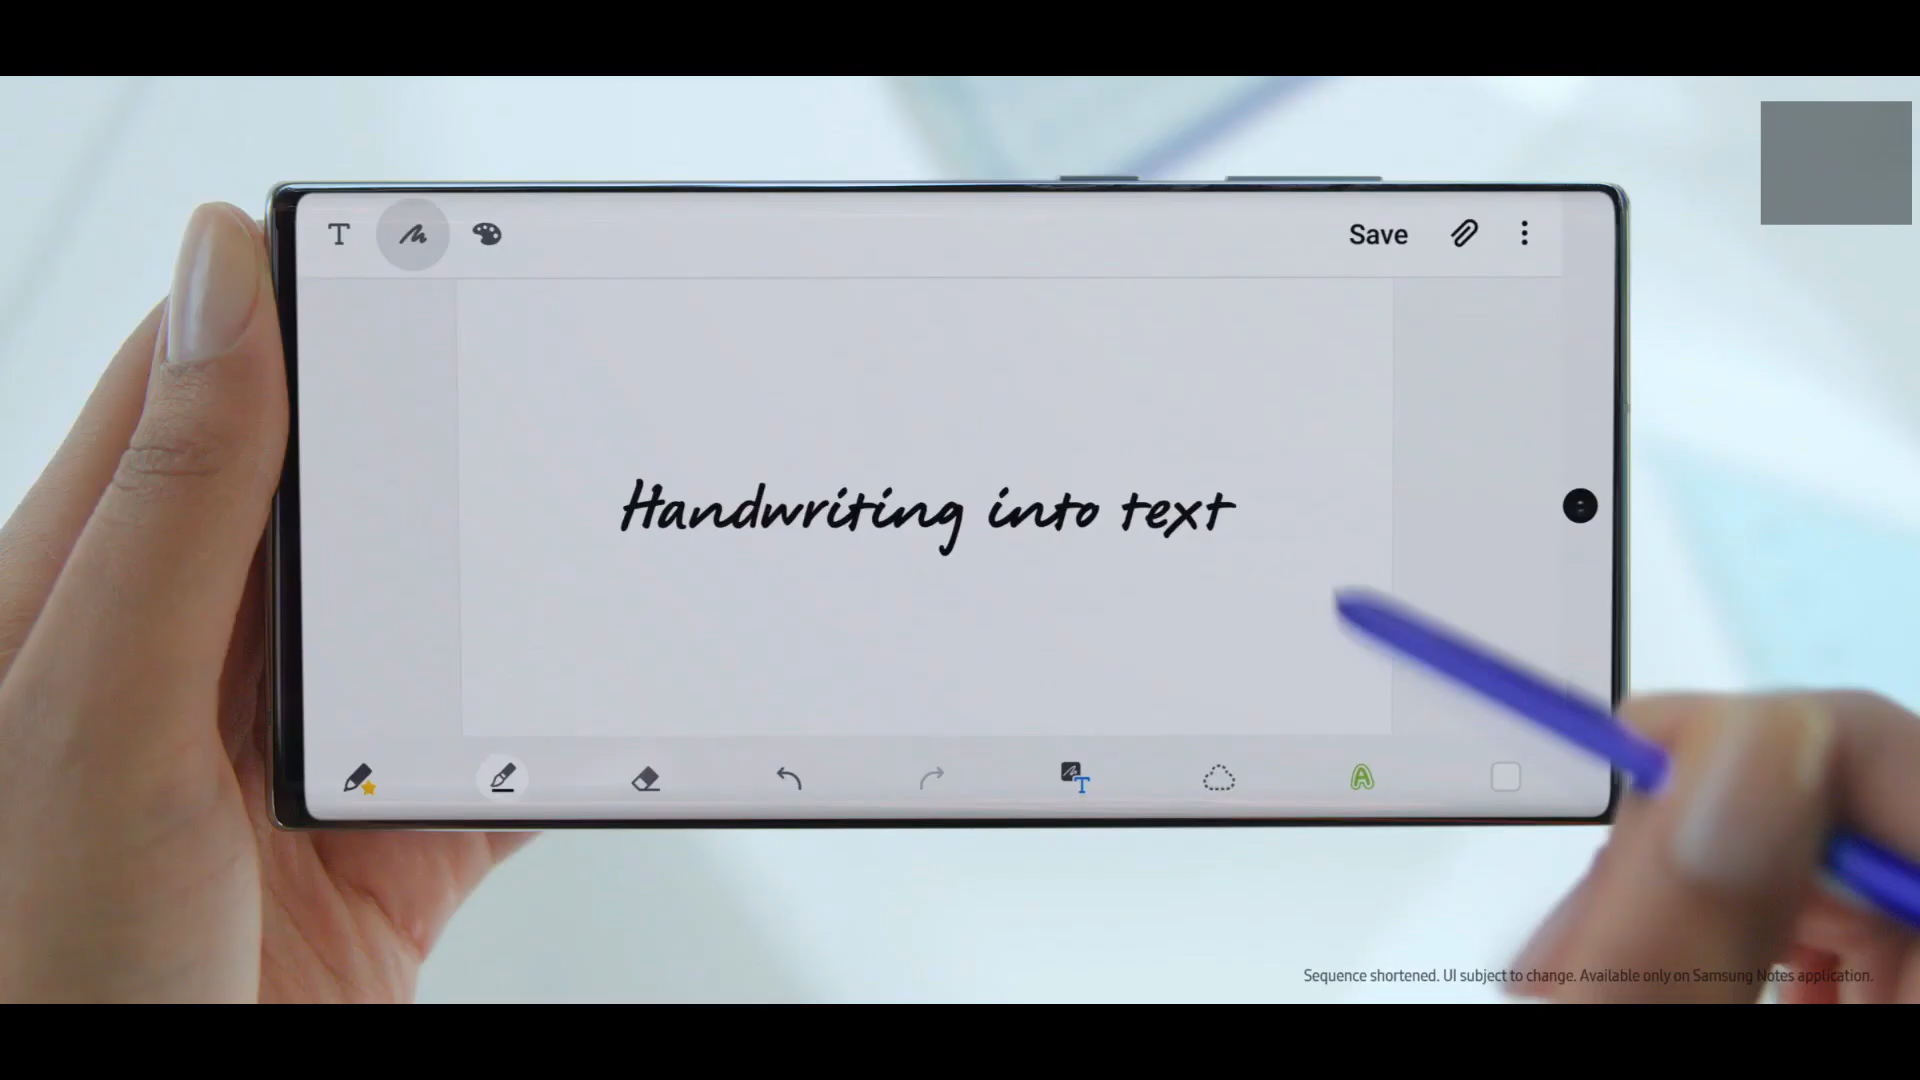 T
Save
Handwriting into text
T
A
Sequence shortened. UI subject to change. Available only on Samsung Notes application.